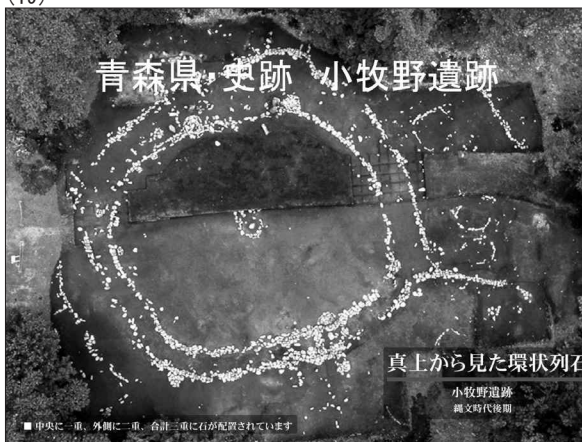 (10)
青森県・史跡　小牧野遺跡
真上から見た環状列石
小牧野遺跡
縄文時代後期
■ 中央に一重、外側に二重、合計三重に石が配置されています